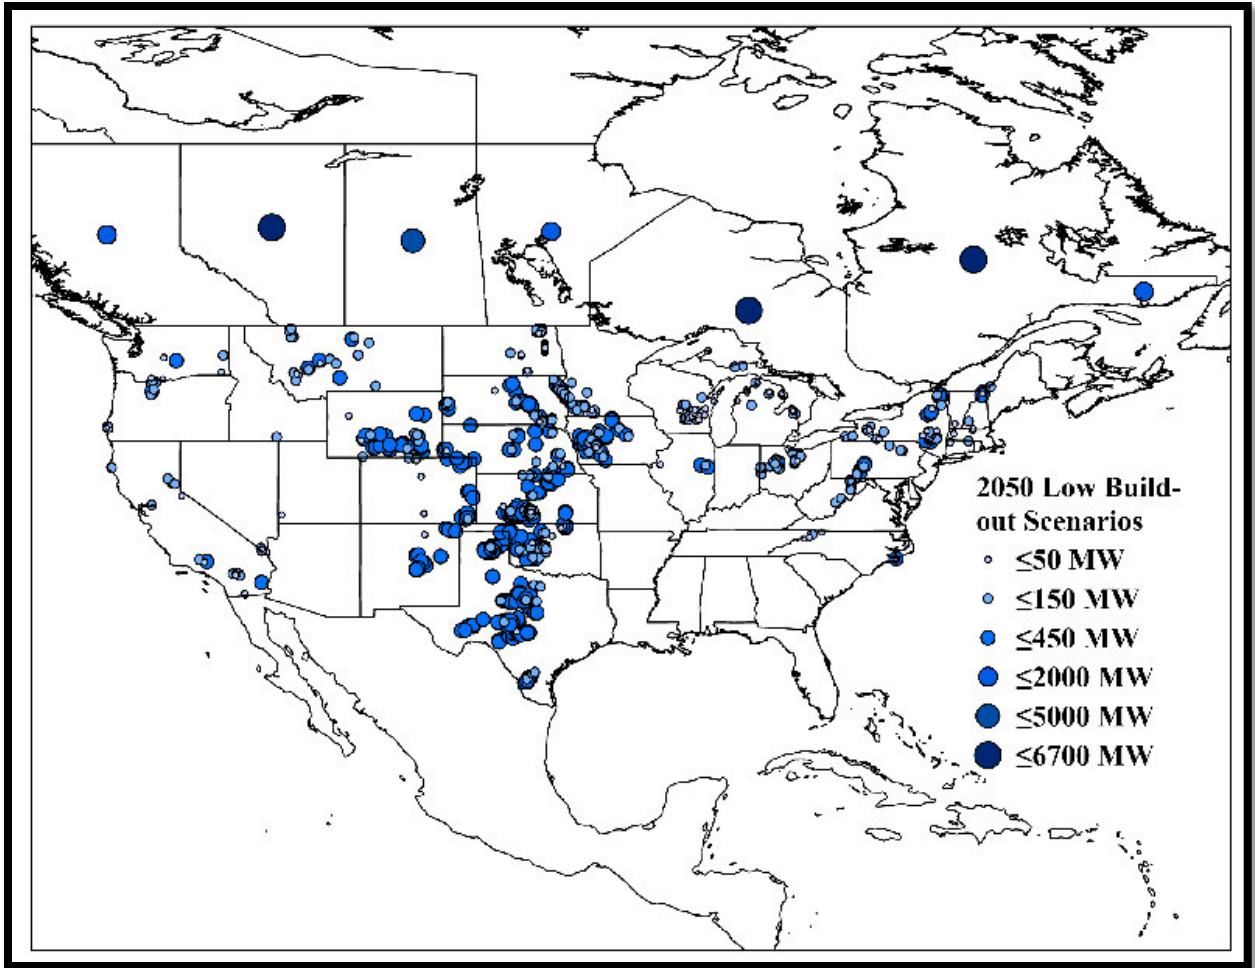 2050 Low Build-
out Scenarios
≤50 MW
≤150 MW
≤450 MW
≤2000 MW
≤5000 MW
≤6700 MW